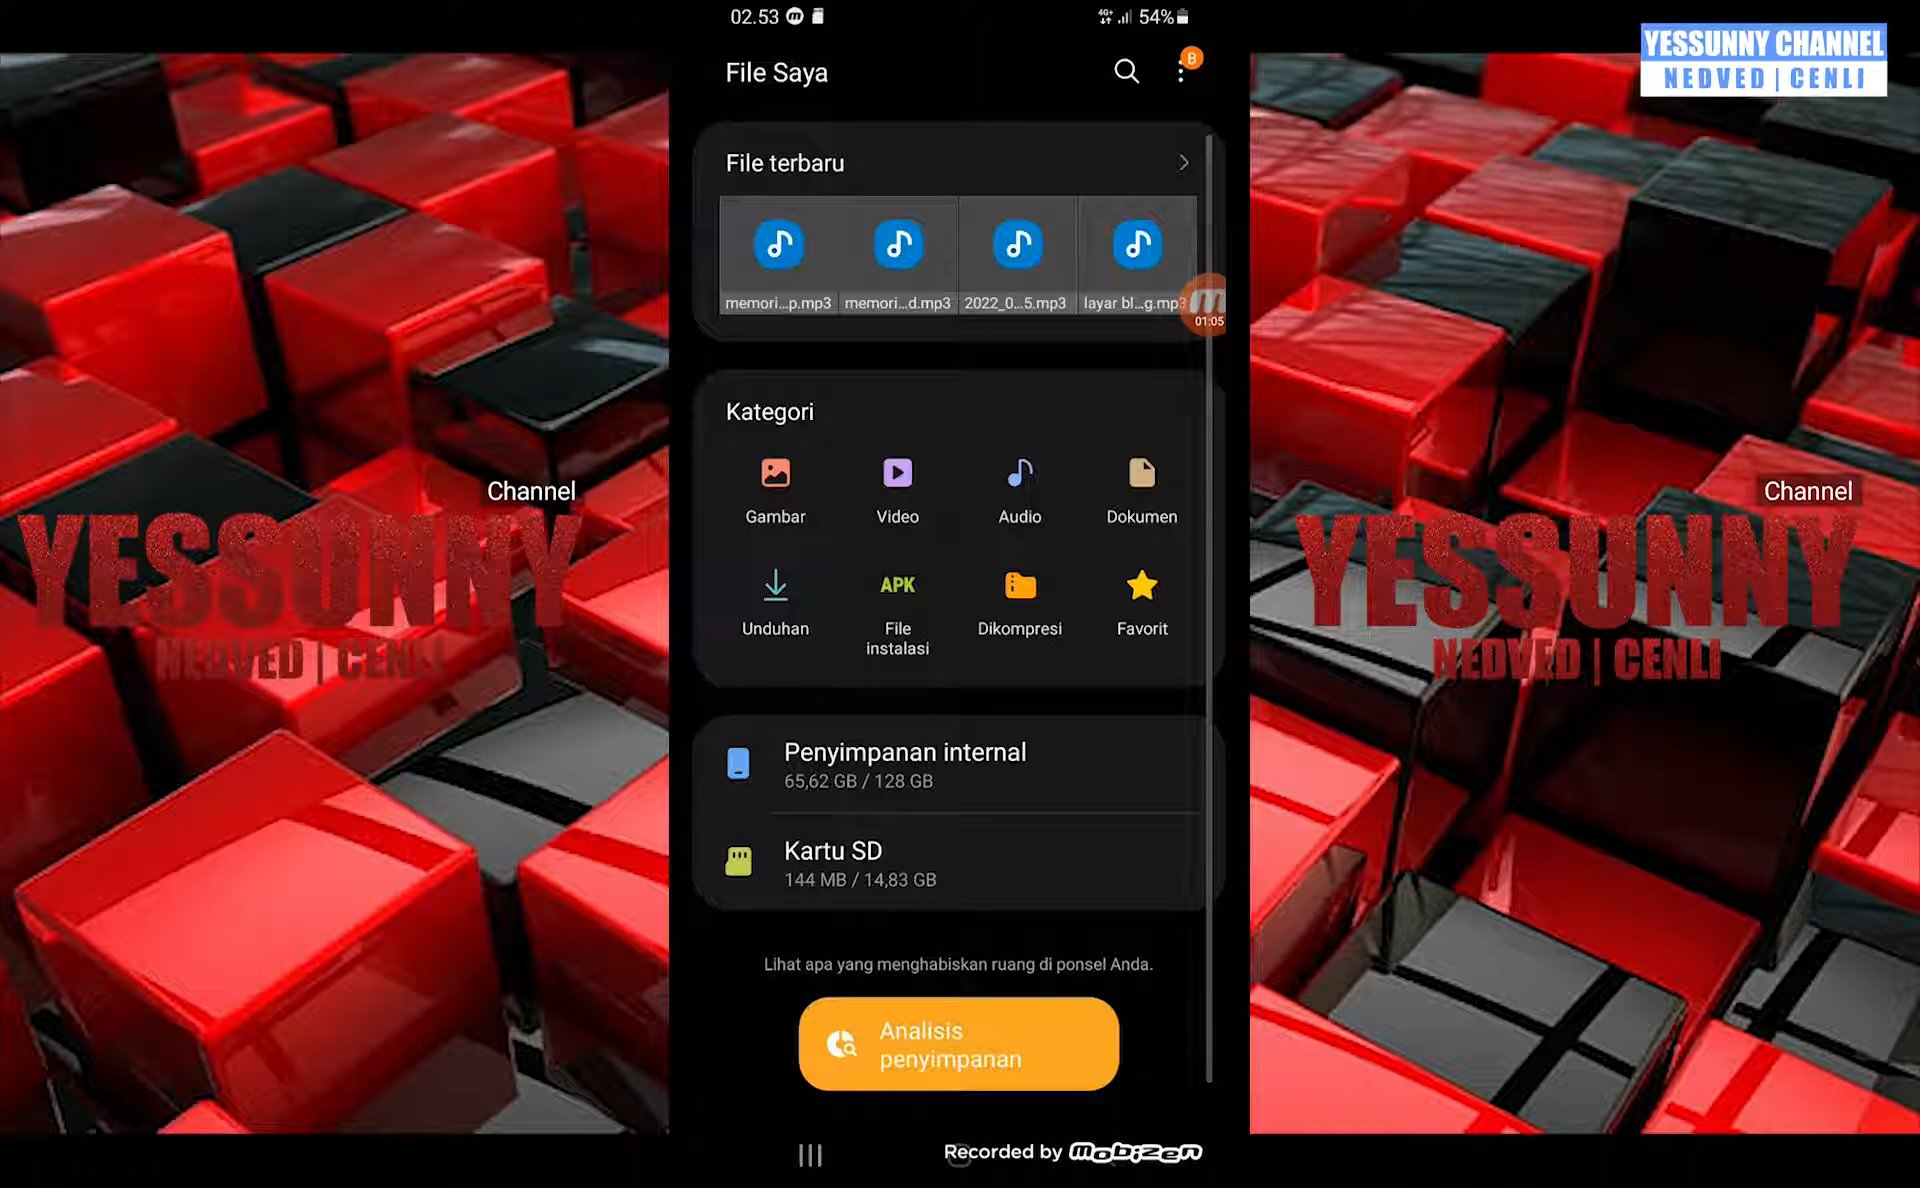 02.53
4G+ 54%
YESSUNNY CHANNEL
NEDVED | CENLI
File Saya
B
File terbaru
memori...p.mp3 memori...d.mp3 2022_0...5.mp3 layar bl...g.mp3
01:05
Kategori
Gambar Video Audio Dokumen
Unduhan File instalasi Dikompresi Favorit
APK
Channel
YESSUNNY
NEDVED | CENLI
Channel
YESSUNNY
NEDVED | CENLI
Penyimpanan internal
65,62 GB / 128 GB
Kartu SD
144 MB / 14,83 GB
Lihat apa yang menghabiskan ruang di ponsel Anda.
Analisis
penyimpanan
Recorded by mobizen